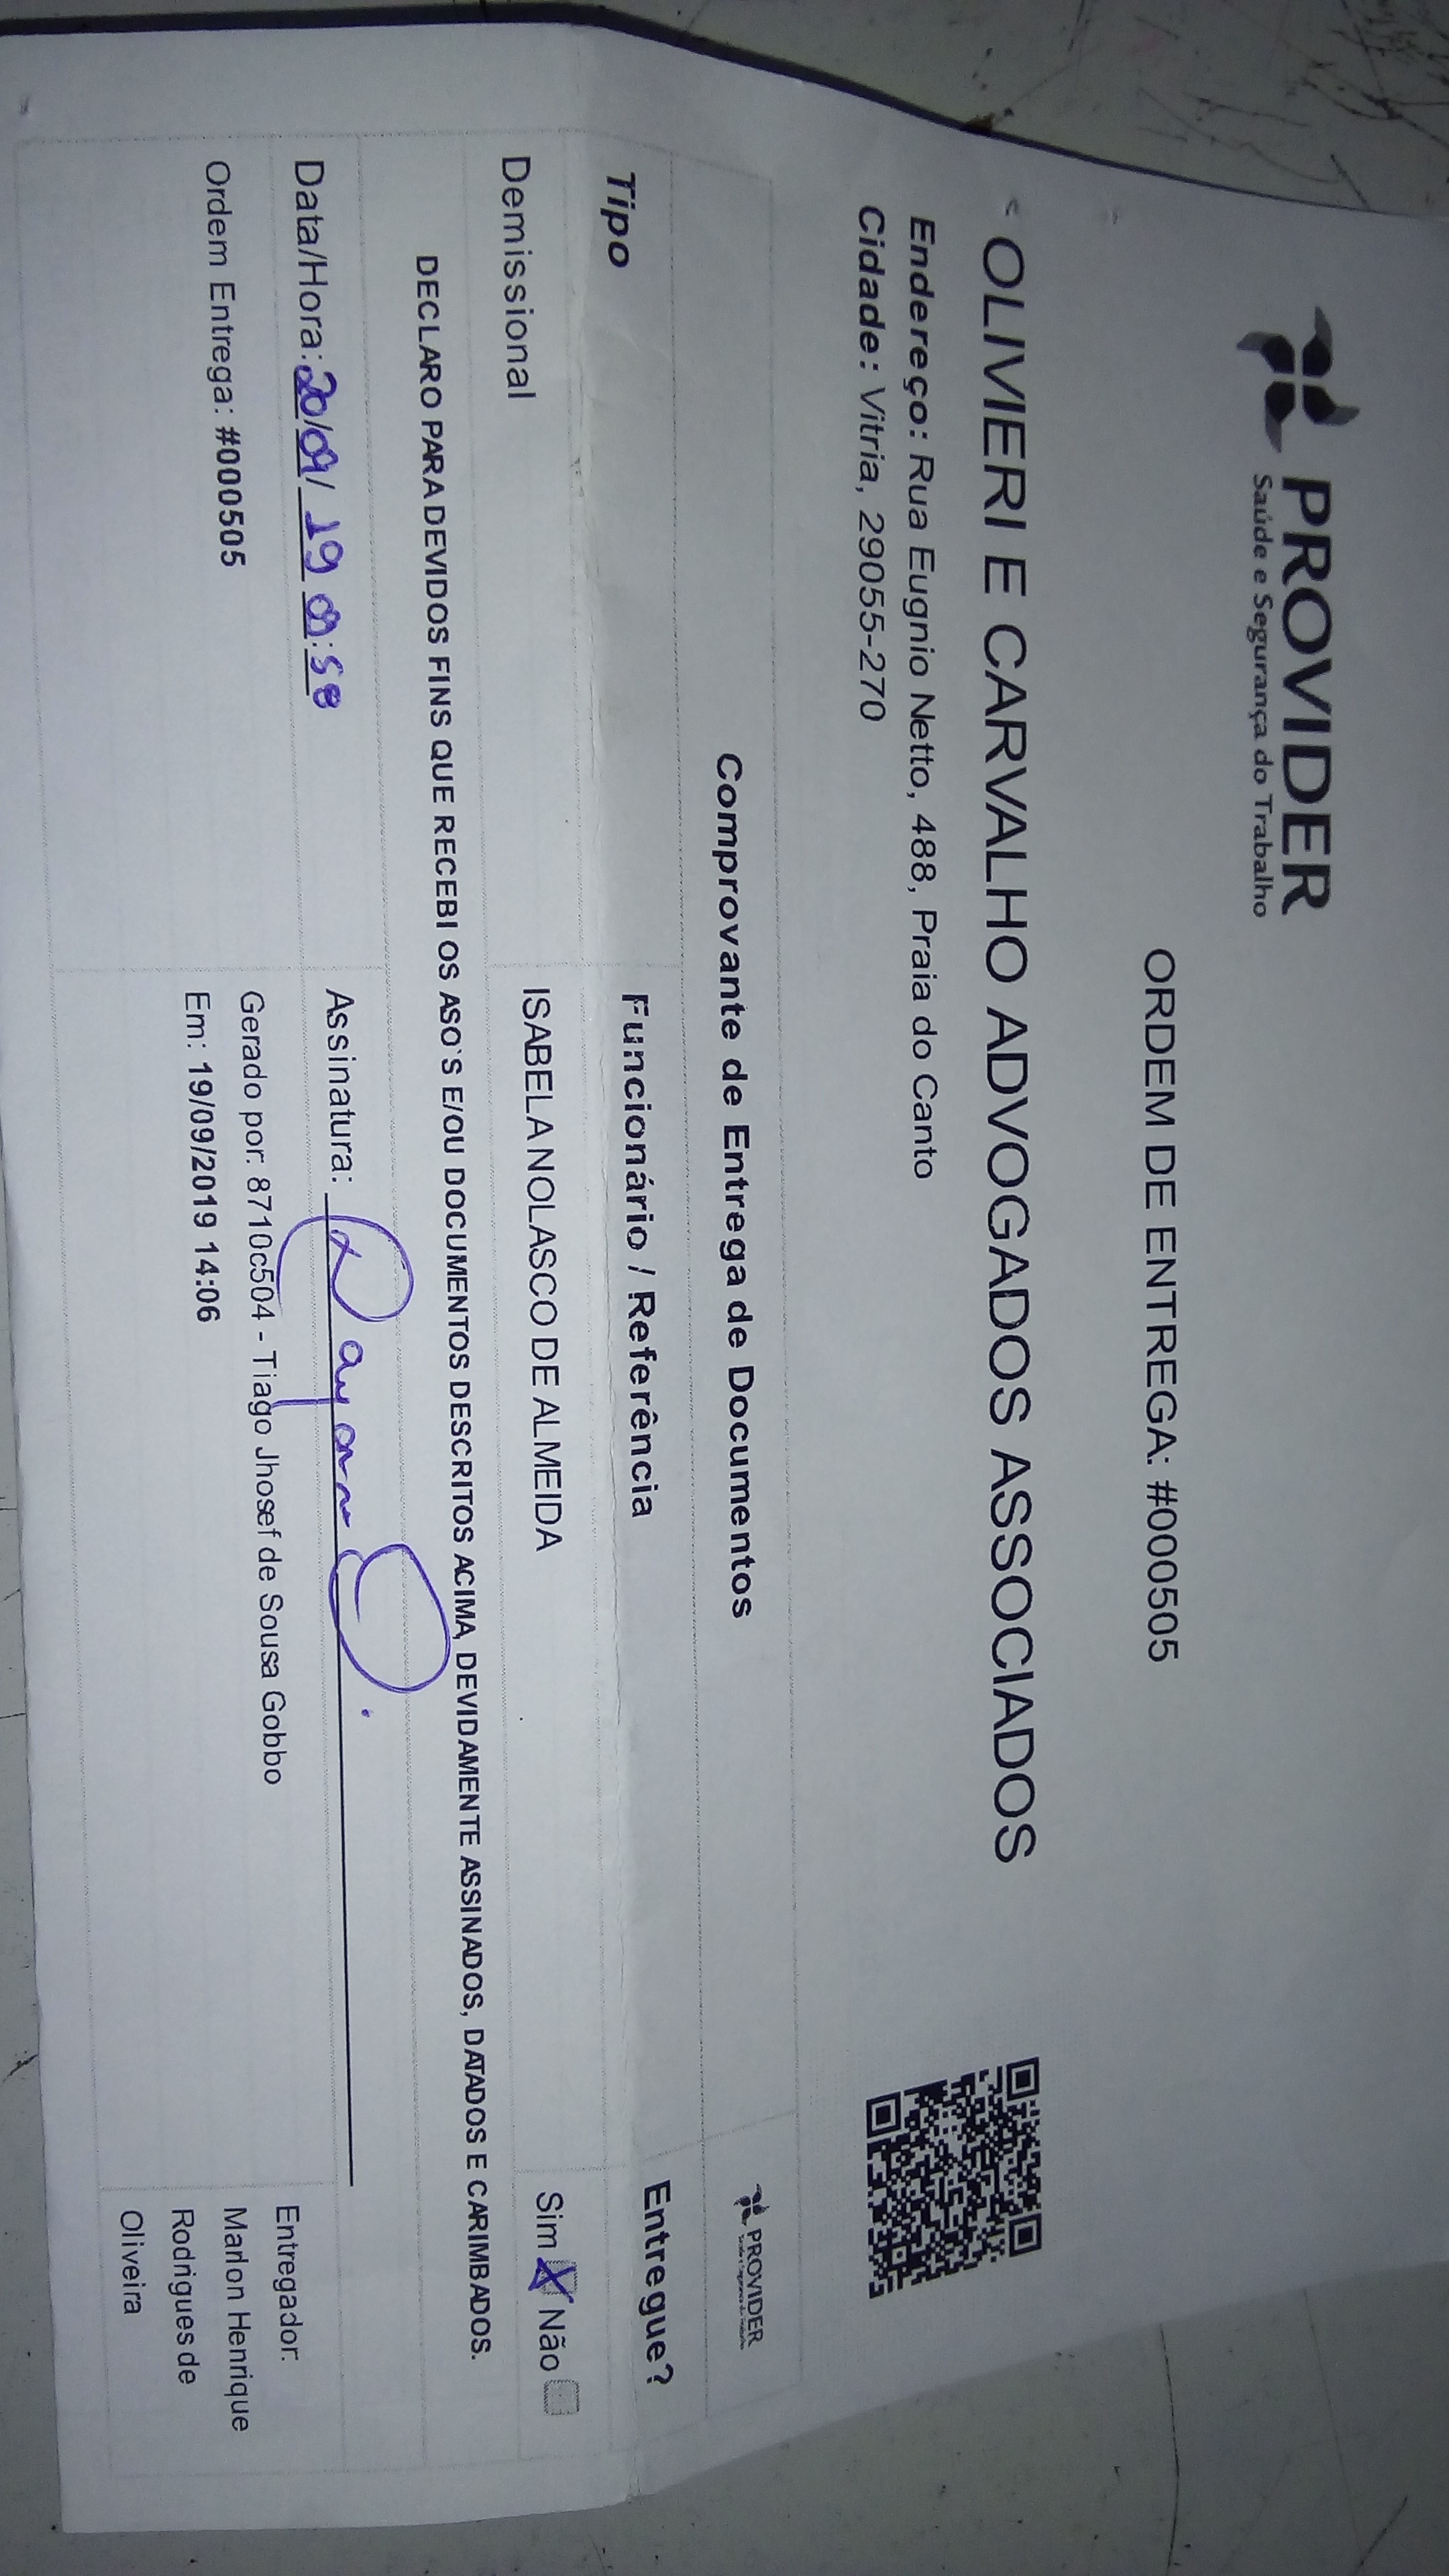 PROVIDER
Saúde e Segurança do Trabalho
ORDEM DE ENTREGA: #000505
OLIVIERI E CARVALHO ADVOGADOS ASSOCIADOS
Endereço: Rua Eugnio Netto, 488, Praia do Canto
Cidade: Vitria, 29055-270
Comprovante de Entrega de Documentos
PROVIDER
Tipo Funcionário / Referência Entregue?
Demissional ISABELA NOLASCO DE ALMEIDA Sim X Não
DECLARO PARA DEVIDOS FINS QUE RECEBI OS ASO`S E/OU DOCUMENTOS DESCRITOS ACIMA, DEVIDAMENTE ASSINADOS, DATADOS E CARIMBADOS.
Data/Hora: 20/09/ 19 Assinatura:
Ordem Entrega: #000505
Gerado por: 8710c504 - Tiago Jhosef de Sousa Gobbo
Em: 19/09/2019 14:06
Entregador:
Marlon Henrique
Rodrigues de
Oliveira